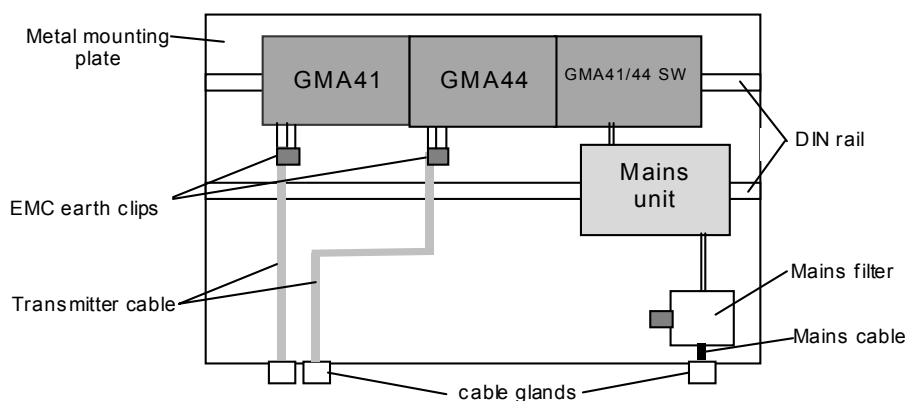 Metal mounting
plate
GMA41
GMA44
GMA41/44 SW
DIN rail
Mains
unit
EMC earth clips
Transmitter cable
Mains filter
Mains cable
cable glands